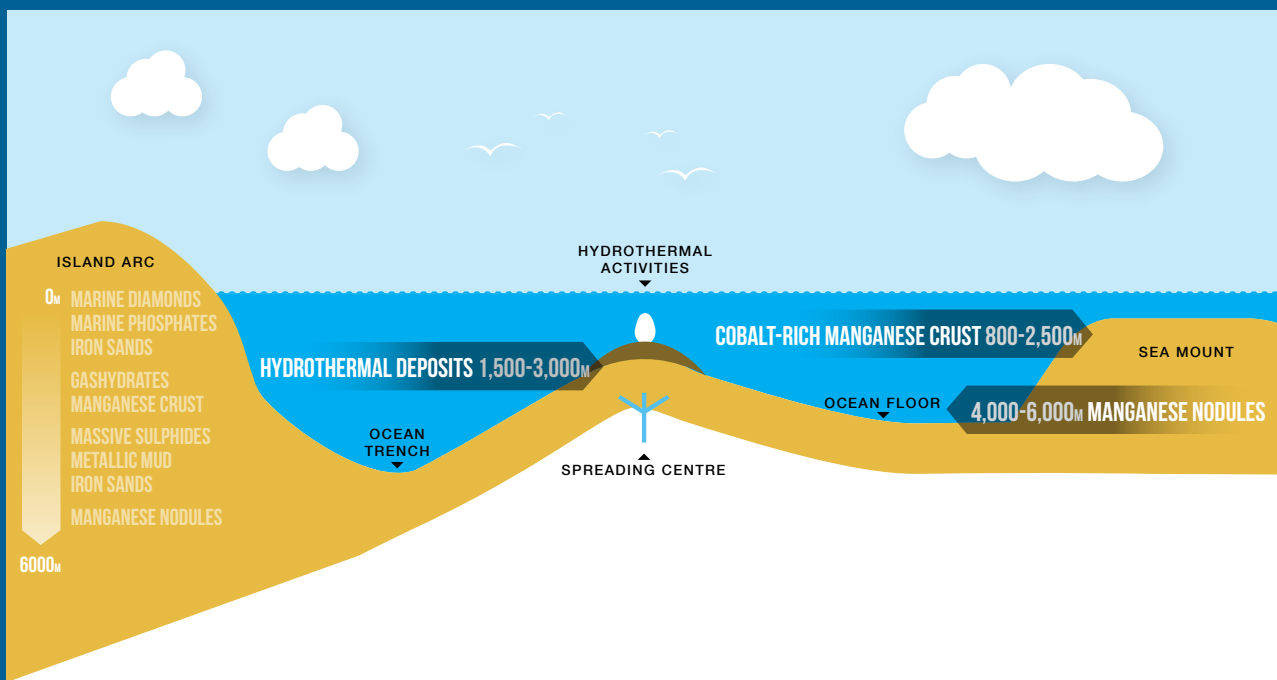 ISLAND ARC
0M
MARINE DIAMONDS
MARINE PHOSPHATES
IRON SANDS
GASHYDRATES
MANGANESE CRUST
MASSIVE SULPHIDES
METALLIC MUD
IRON SANDS
MANGANESE NODULES
6000M
HYDROTHERMAL
ACTIVITIES
HYDROTHERMAL DEPOSITS 1,500-3,000M
COBALT-RICH MANGANESE CRUST 800-2,500M
SEA MOUNT
OCEAN FLOOR
4,000-6,000M MANGANESE NODULES
OCEAN
TRENCH
SPREADING CENTRE